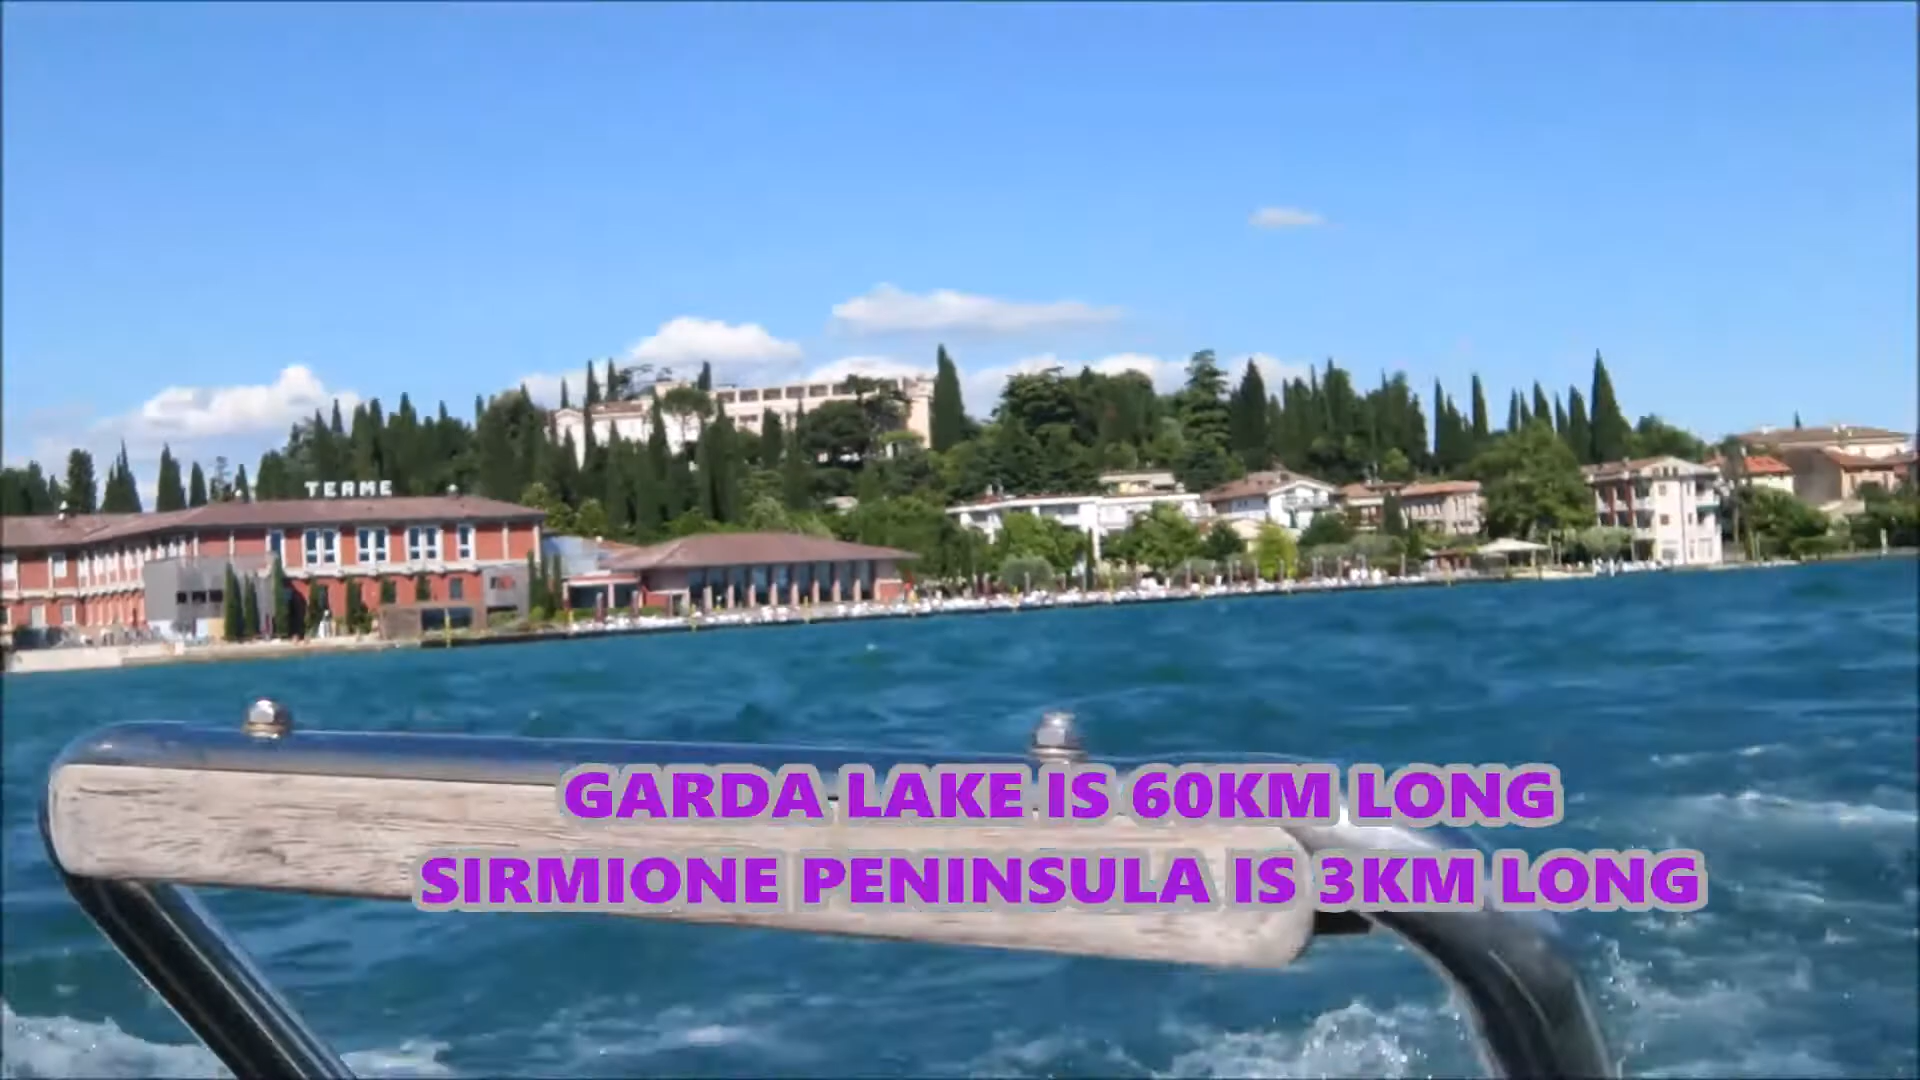 TERME
GARDA LAKE IS 60KM LONG
SIRMIONE PENINSULA IS 3KM LONG